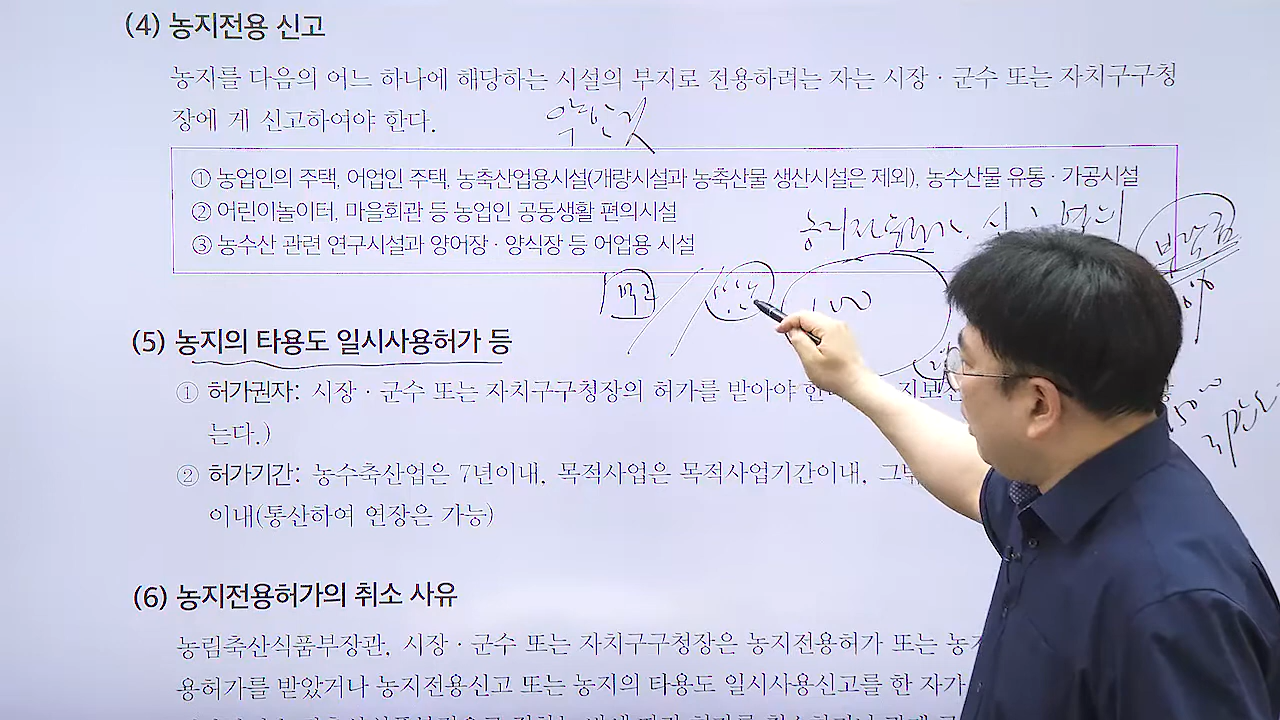 (4) 농지전용 신고
농지를 다음의 어느 하나에 해당하는 시설의 부지로 전용하려는 자는 시장 · 군수 또는 자치구구청
장에 게 신고하여야 한다.
약한것
① 농업인의 주택, 어업인 주택, 농축산업용시설(개량시설과 농축산물 생산시설은 제외), 농수산물 유통 · 가공시설
② 어린이놀이터, 마을회관 등 농업인 공동생활 편의시설
③ 농수산 관련 연구시설과 양어장 · 양식장 등 어업용 시설
(5) 농지의 타용도 일시사용허가 등
① 허가권자: 시장 · 군수 또는 자치구구청장의 허가를 받아야
는다.)
② 허가기간: 농수축산업은 7년이내, 목적사업은 목적사업기간이내,
이내(통산하여 연장은 가능)
(6) 농지전용허가의 취소 사유
농림축산식품부장관, 시장 · 군수 또는 자치구구청장은 농지전용허가 또는
용허가를 받았거나 농지전용신고 또는 농지의 타용도 일시사용신고를 한 자가